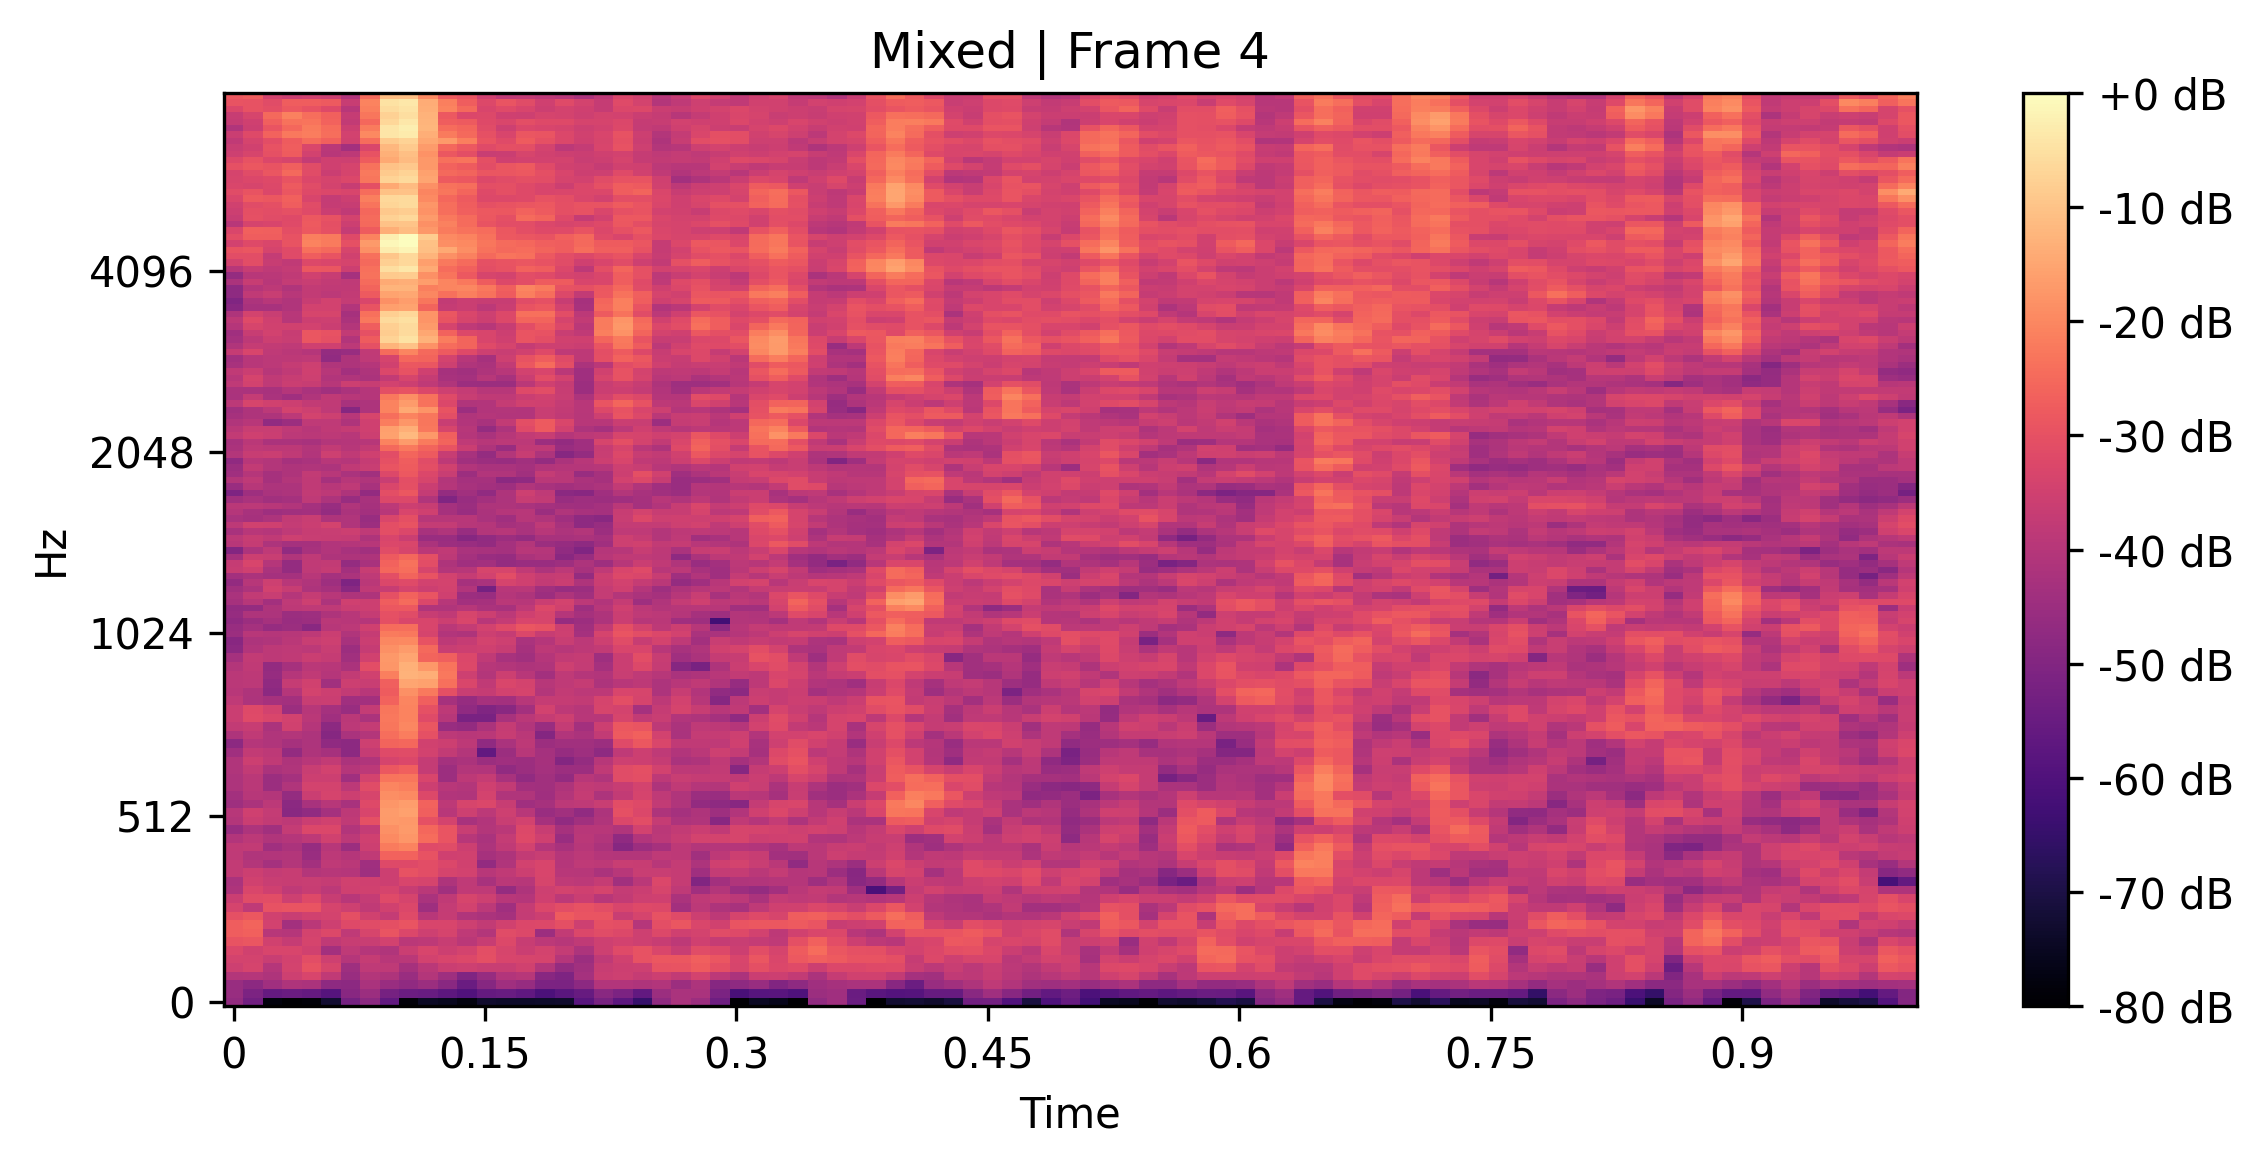 Mixed | Frame 4
Hz
4096
2048
1024
512
0
0 0.15 0.3 0.45 0.6 0.75 0.9
Time
+0 dB
-10 dB
-20 dB
-30 dB
-40 dB
-50 dB
-60 dB
-70 dB
-80 dB